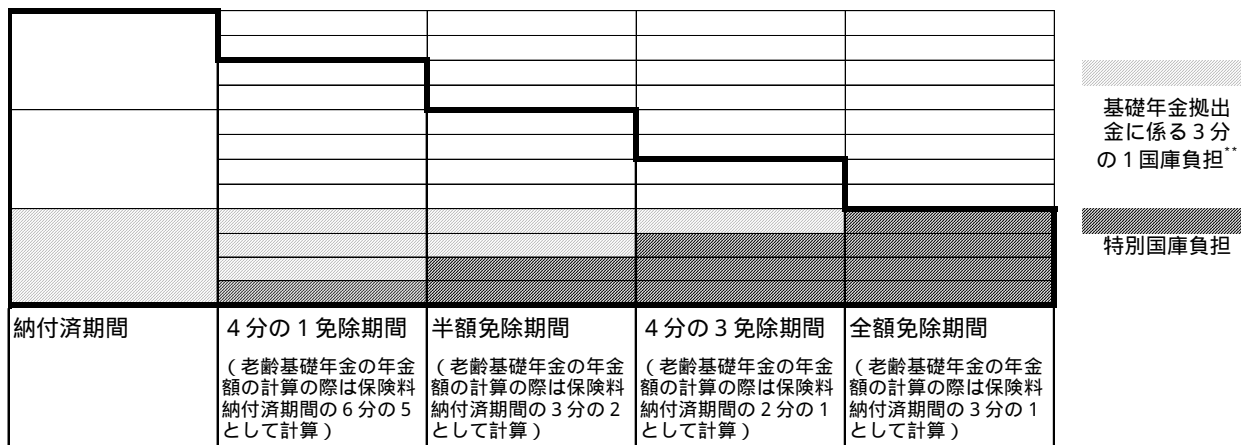 基礎年金拠出
金に係る３分
の１国庫負担**
特別国庫負担
納付済期間
４分の１免除期間
（老齢基礎年金の年金
額の計算の際は保険料
納付済期間の６分の５
として計算）
半額免除期間
（老齢基礎年金の年金
額の計算の際は保険料
納付済期間の３分の２
として計算）
４分の３免除期間
（老齢基礎年金の年金
額の計算の際は保険料
納付済期間の２分の１
として計算）
全額免除期間
（老齢基礎年金の年金
額の計算の際は保険料
納付済期間の３分の１
として計算）